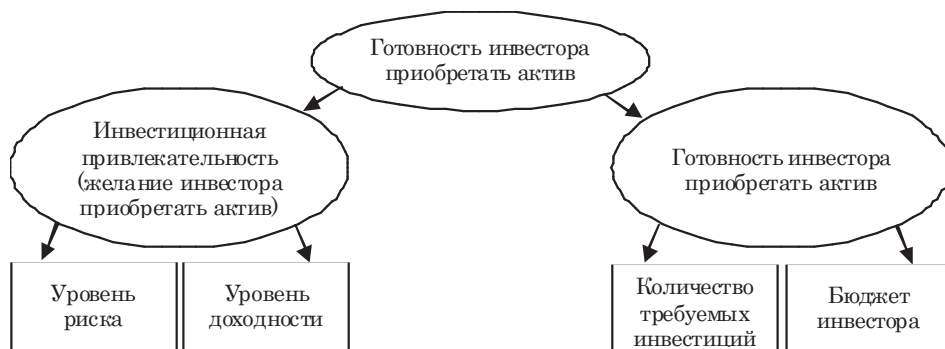 Готовность инвестора
приобретать актив
Инвестиционная
привлекательность
(желание инвестора
приобретать актив)
Готовность инвестора
приобретать актив
Уровень
риска
Уровень
доходности
Количество
требуемых
инвестиций
Бюджет
инвестора